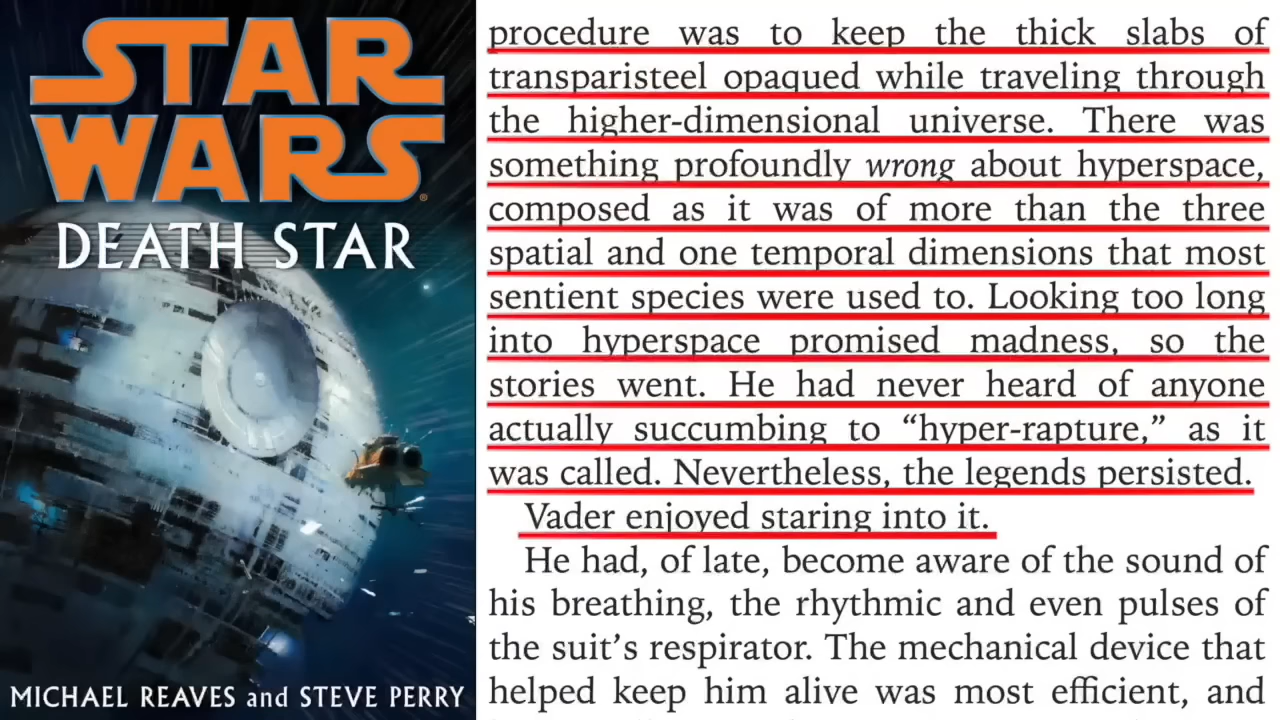 STAR
WARS®
DEATH STAR
MICHAEL REAVES and STEVE PERRY
procedure was to keep the thick slabs of
transparisteel opaqued while traveling through
the higher-dimensional universe. There was
something profoundly wrong about hyperspace,
composed as it was of more than the three
spatial and one temporal dimensions that most
sentient species were used to. Looking too long
into hyperspace promised madness, so the
stories went. He had never heard of anyone
actually succumbing to “hyper-rapture,” as it
was called. Nevertheless, the legends persisted.
Vader enjoyed staring into it.
He had, of late, become aware of the sound of
his breathing, the rhythmic and even pulses of
the suit’s respirator. The mechanical device that
helped keep him alive was most efficient, and